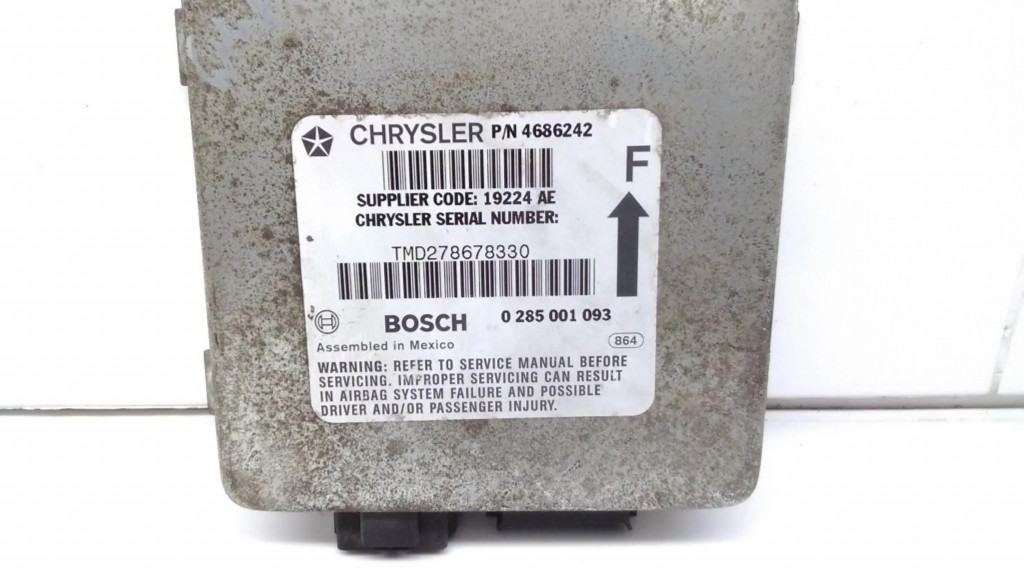 CHRYSLER P/N 4686242
F
SUPPLIER CODE: 19224 AE
CHRYSLER SERIAL NUMBER:
TMD278678330
BOSCH 0 285 001 093
Assembled in Mexico 864
WARNING: REFER TO SERVICE MANUAL BEFORE
SERVICING. IMPROPER SERVICING CAN RESULT
IN AIRBAG SYSTEM FAILURE AND POSSIBLE
DRIVER AND/OR PASSENGER INJURY.